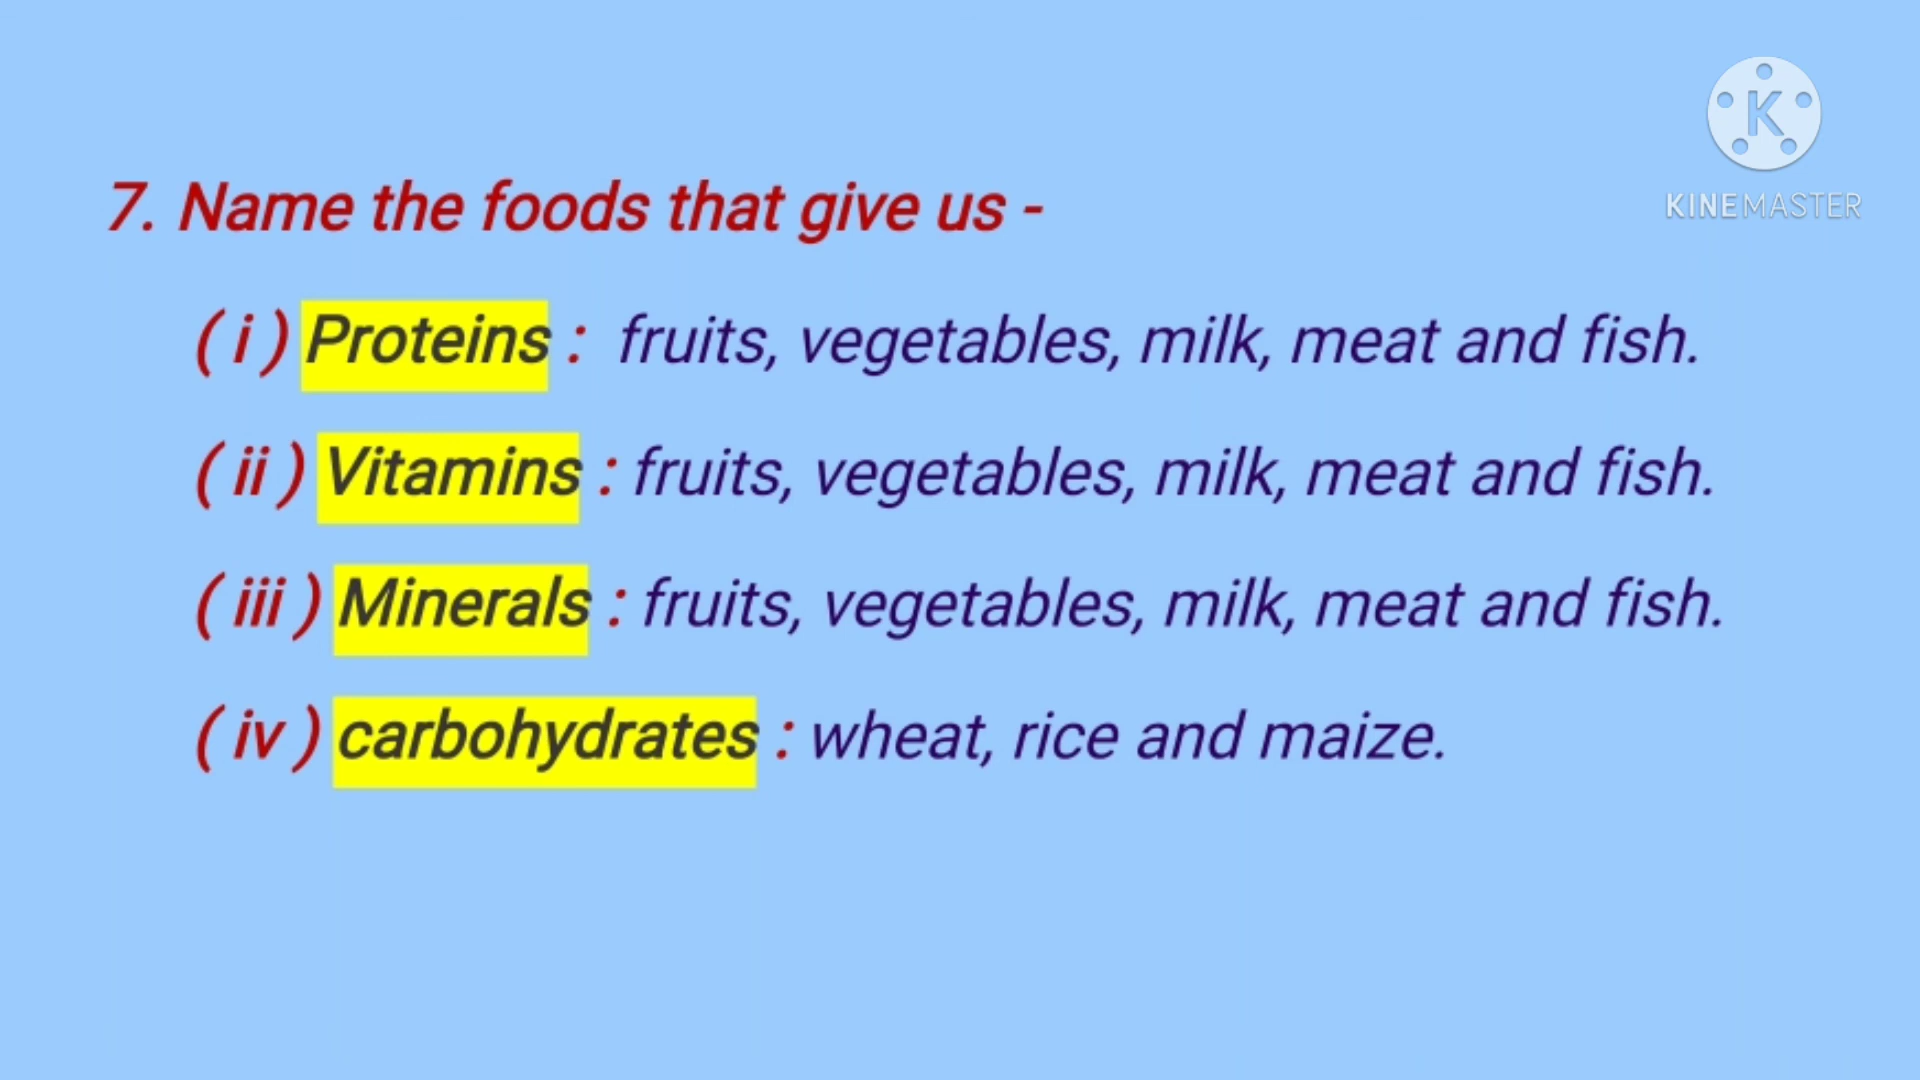 KINEMASTER
7. Name the foods that give us -
( i ) Proteins : fruits, vegetables, milk, meat and fish.
( ii ) Vitamins : fruits, vegetables, milk, meat and fish.
( iii ) Minerals : fruits, vegetables, milk, meat and fish.
( iv ) carbohydrates : wheat, rice and maize.